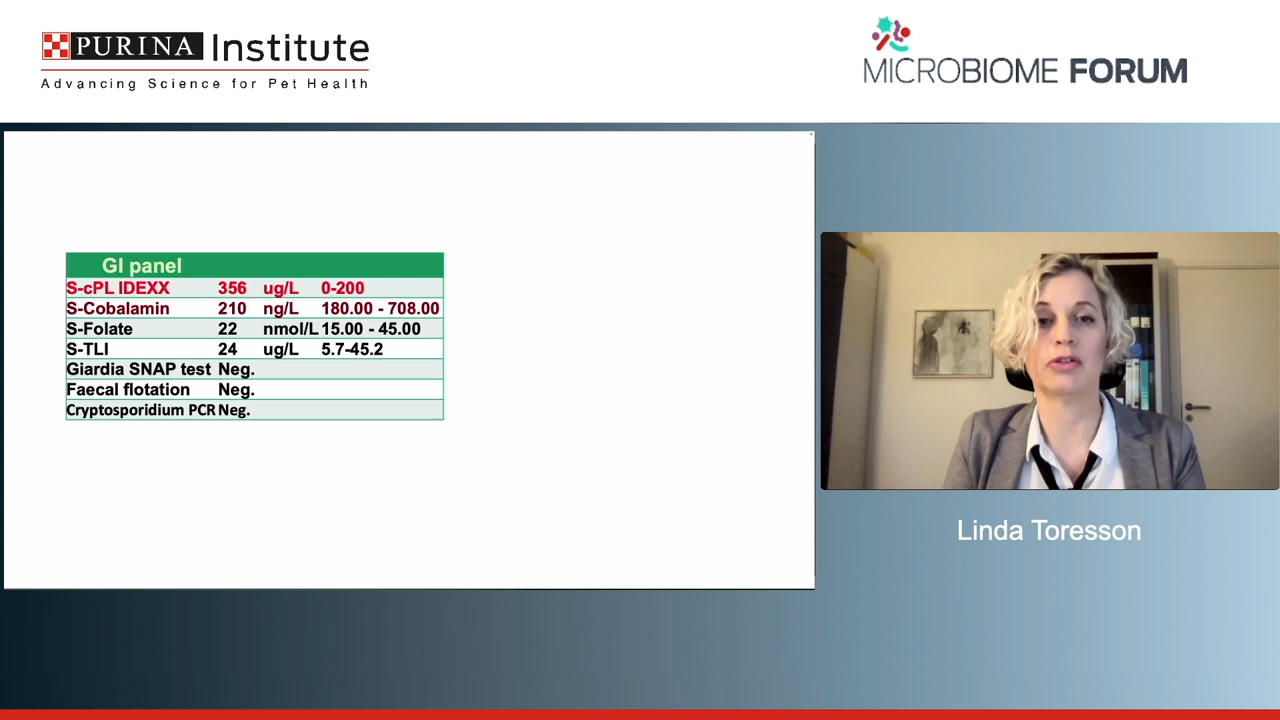 PURINA Institute
Advancing Science for Pet Health
MICROBIOME FORUM
GI panel
S-cPL IDEXX 356 ug/L 0-200
S-Cobalamin 210 ng/L 180.00 - 708.00
S-Folate 22 nmol/L 15.00 - 45.00
S-TLI 24 ug/L 5.7-45.2
Giardia SNAP test Neg.
Faecal flotation Neg.
Cryptosporidium PCR Neg.
Linda Toresson